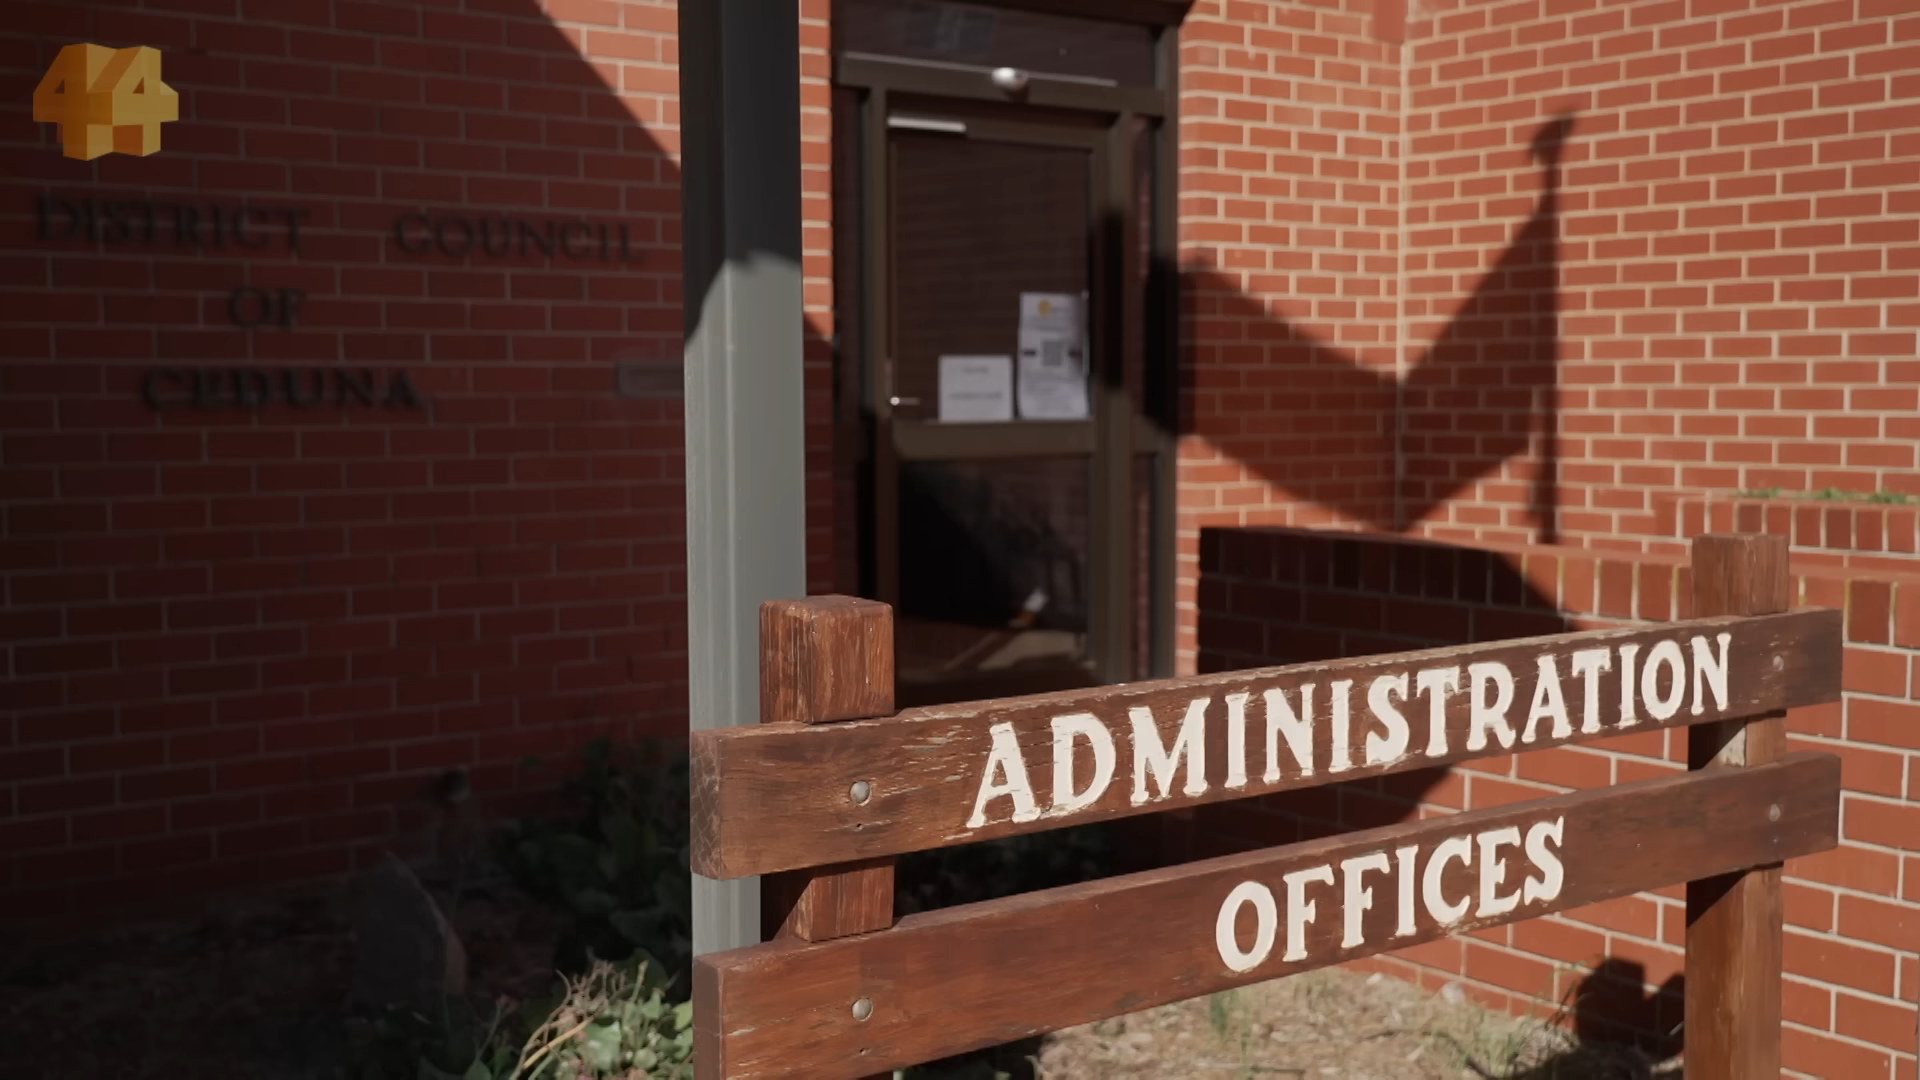 44
DISTRICT COUNCIL
OF
CEDUNA
ADMINISTRATION
OFFICES